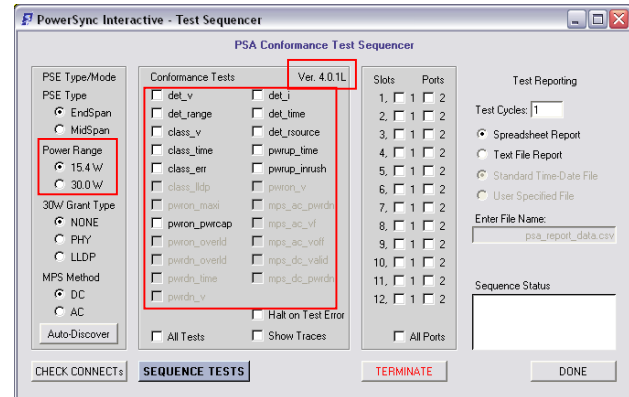 PowerSync Interactive - Test Sequencer
PSA Conformance Test Sequencer
PSE Type/Mode
PSE Type
EndSpan
MidSpan
Power Range
15.4 W
30.0 W
30W Grant Type
NONE
PHY
LLDP
MPS Method
DC
AC
Auto-Discover
Conformance Tests Ver. 4.0.1L
det_v det_i
det_range det_time
class_v det_rsource
class_time pwrup_time
class_err pwrup_inrush
class_lldp pwron_v
pwron_maxi mps_ac_pwrdn
pwron_pwrcap mps_ac_vf
pwron_overld mps_ac_voff
pwrdn_overld mps_dc_valid
pwrdn_time mps_dc_pwrdn
pwrdn_v
Halt on Test Error
All Tests Show Traces
Slots Ports
1, 1 2
2, 1 2
3, 1 2
4, 1 2
5, 1 2
6, 1 2
7, 1 2
8, 1 2
9, 1 2
10, 1 2
11, 1 2
12, 1 2
All Ports
Test Reporting
Test Cycles: 1
Spreadsheet Report
Text File Report
Standard Time-Date File
User Specified File
Enter File Name:
psa_report_data.csv
Sequence Status
CHECK CONNECTs SEQUENCE TESTS TERMINATE DONE